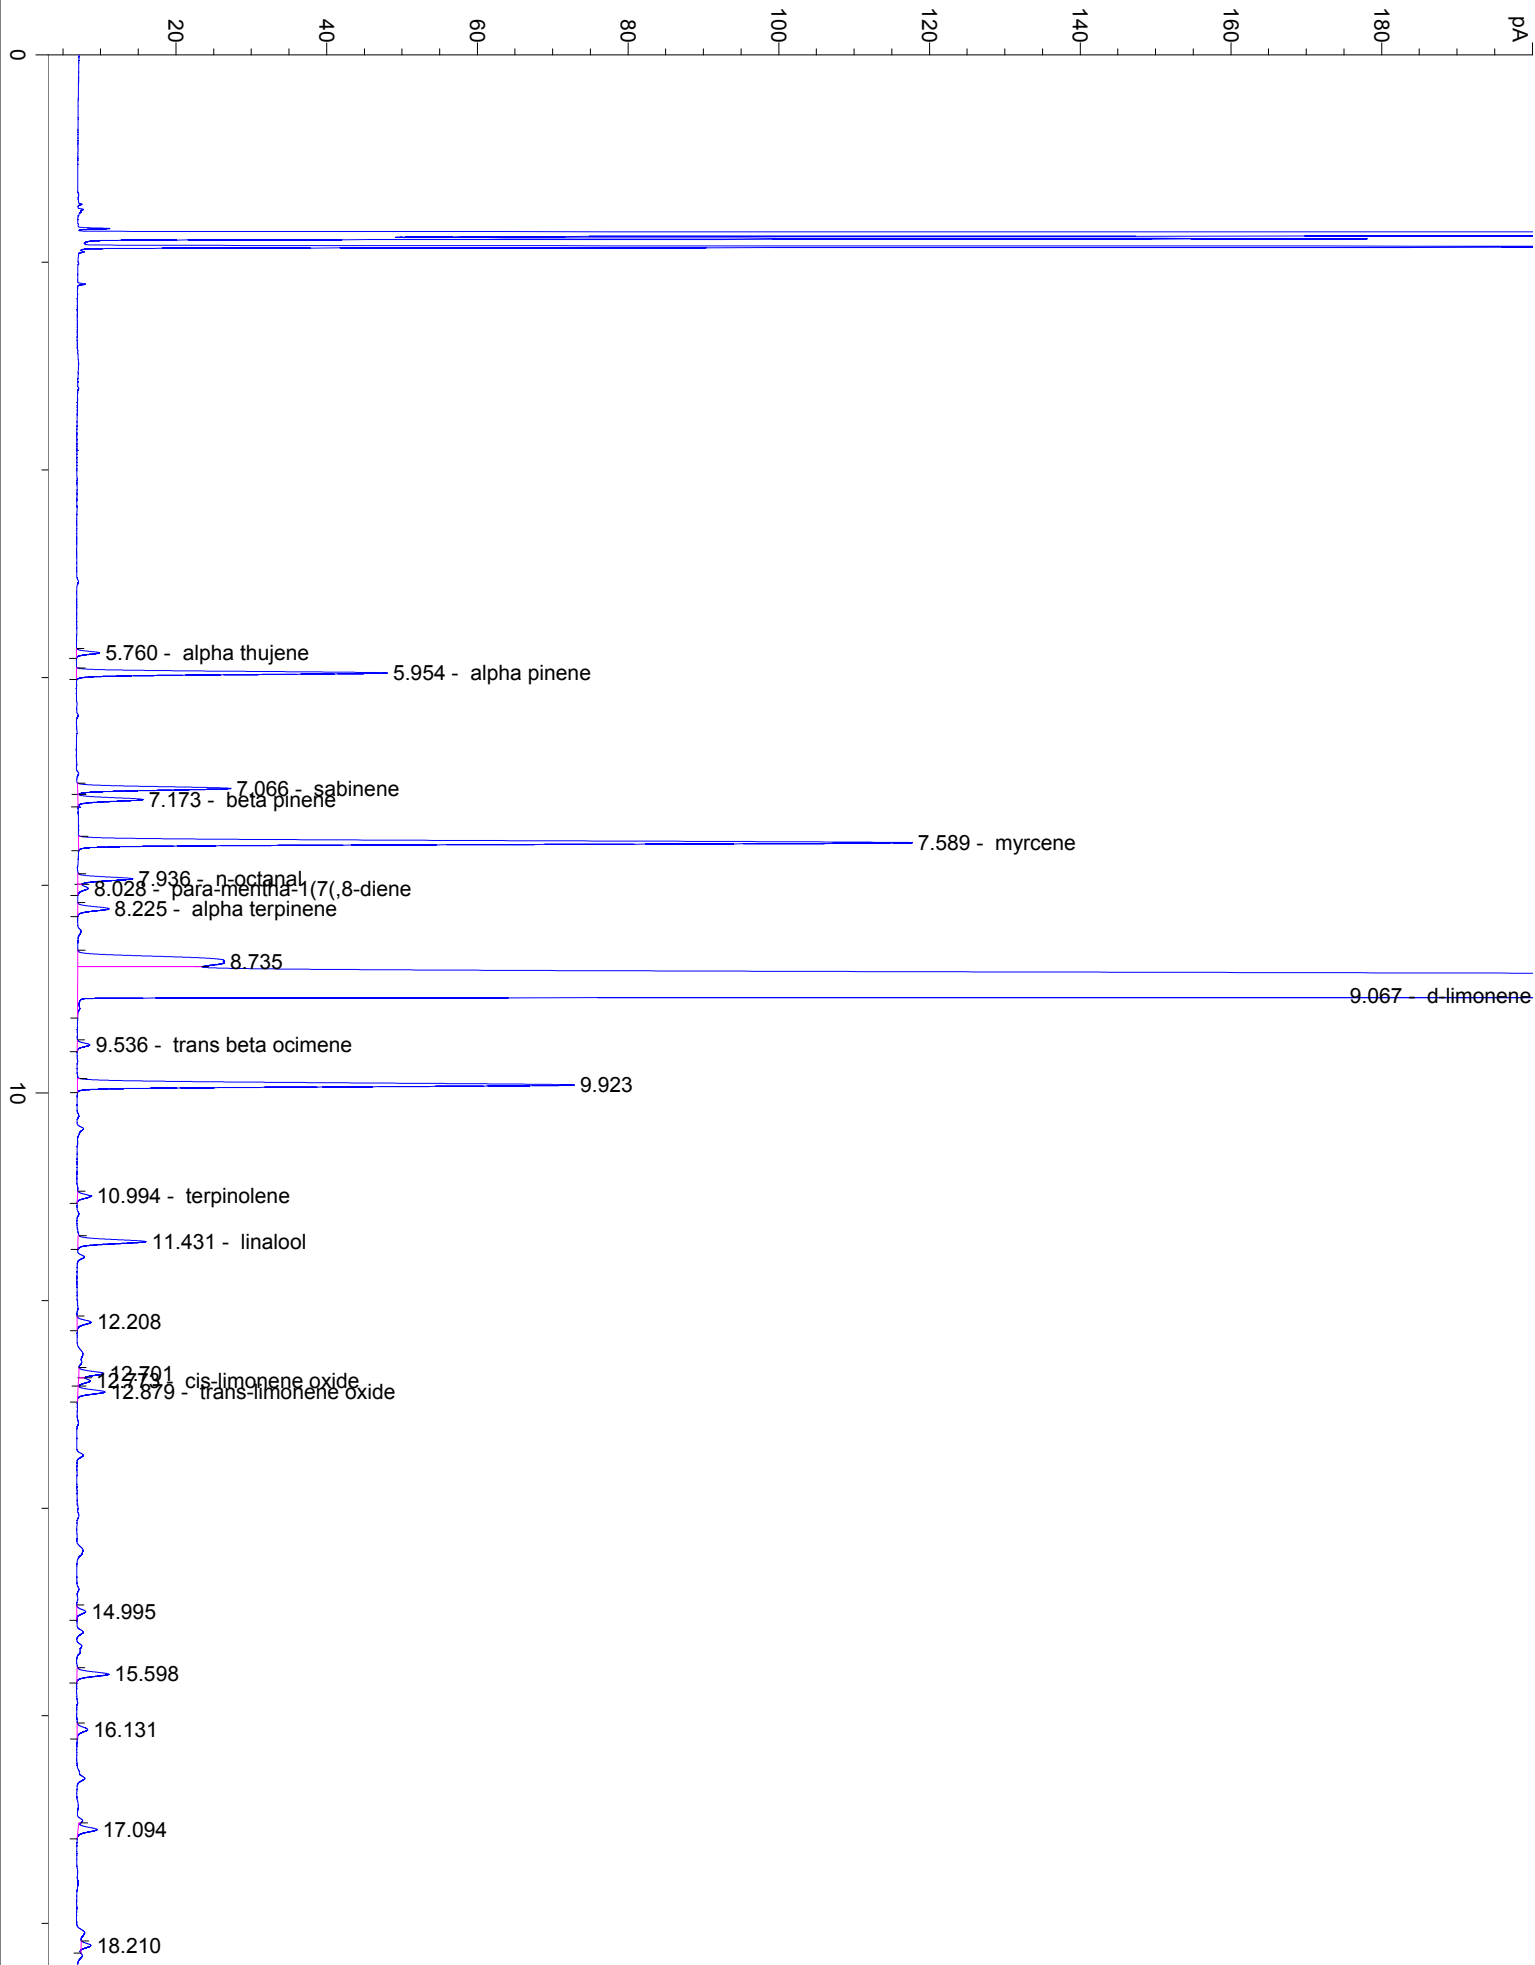 20
40
60
80
100
120
140
160
180
pA
0
5.760 - alpha thujene
5.954 - alpha pinene
7.066 - sabinene
7.173 - beta pinene
7.589 - myrcene
7.936 - n-octanal
8.028 - para-mentha-1(7(,8-diene
8.225 - alpha terpinene
8.735
9.067 - d-limonene
9.536 - trans beta ocimene
9.923
10
10.994 - terpinolene
11.431 - linalool
12.208
12.701
12.773 - cis-limonene oxide
12.879 - trans-limonene oxide
14.995
15.598
16.131
17.094
18.210